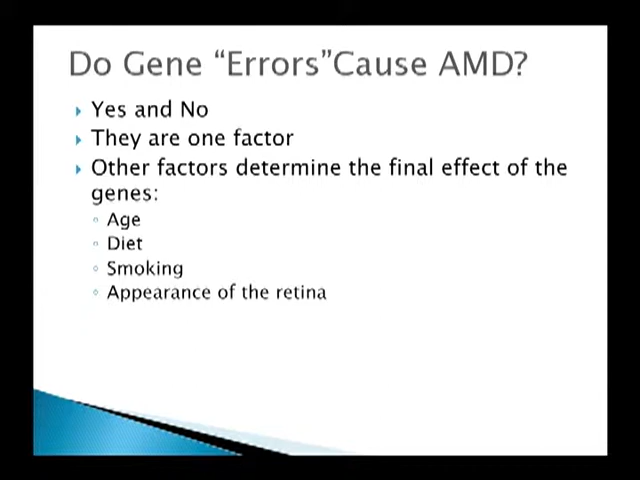 Do Gene “Errors”Cause AMD?
Yes and No
They are one factor
Other factors determine the final effect of the
genes:
Age
Diet
Smoking
Appearance of the retina